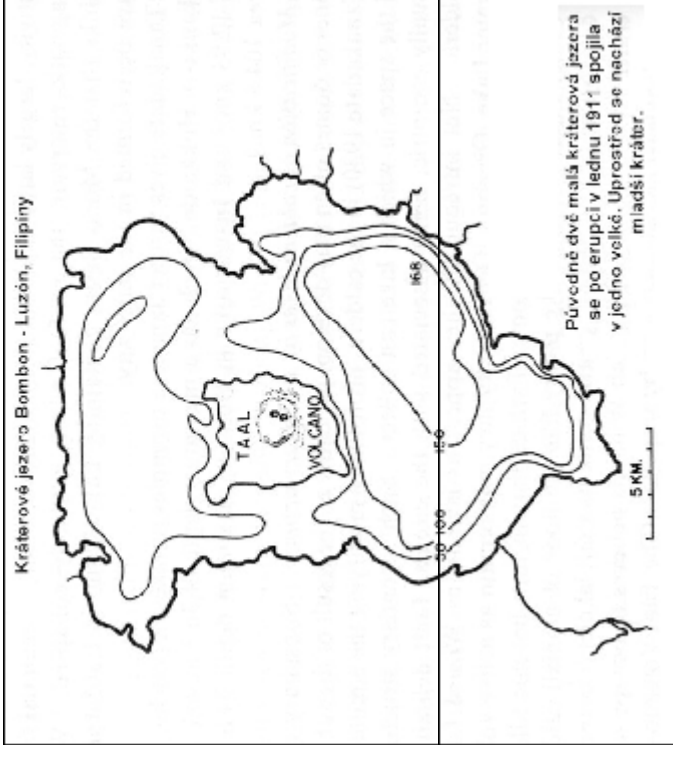 Kráterové jezero Bombon - Luzón, Filipíny
TAAL
VOLCANO
168
150
50 100
5 KM.
Původně dvě malá kráterová jezera
se po erupci v lednu 1911 spojila
v jedno velké. Uprostřed se nachází
mladší kráter.